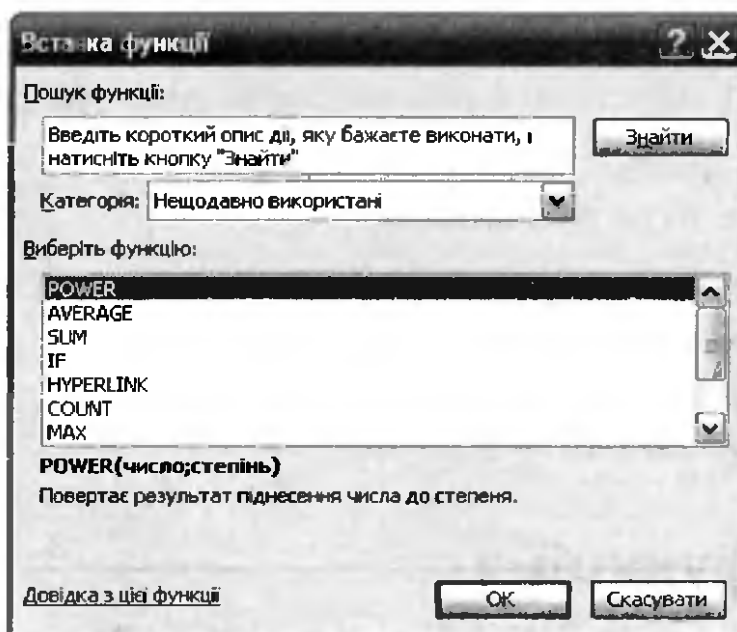 Вставка функції
Пошук функції:
Введіть короткий опис дії, яку бажаєте виконати, і
натисніть кнопку "Знайти"
Знайти
Категорія: Нещодавно використані
Виберіть функцію:
POWER
AVERAGE
SUM
IF
HYPERLINK
COUNT
MAX
POWER(число;степінь)
Повертає результат піднесення числа до степеня.
Довідка з цієї функції
ОК
Скасувати